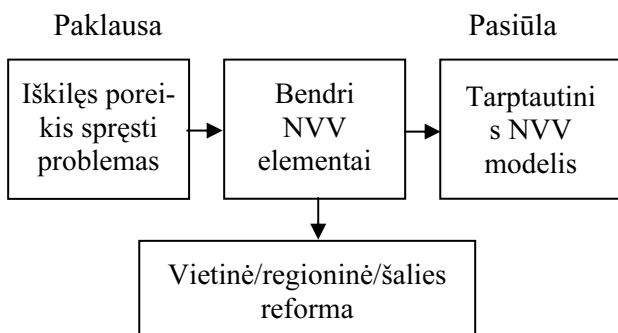 Paklausa
Pasiūla
Iškilęs porei-
kis spręsti
problemas
Bendri
NVV
elementai
Tarptautini
s NVV
modelis
Vietinė/regioninė/šalies
reforma